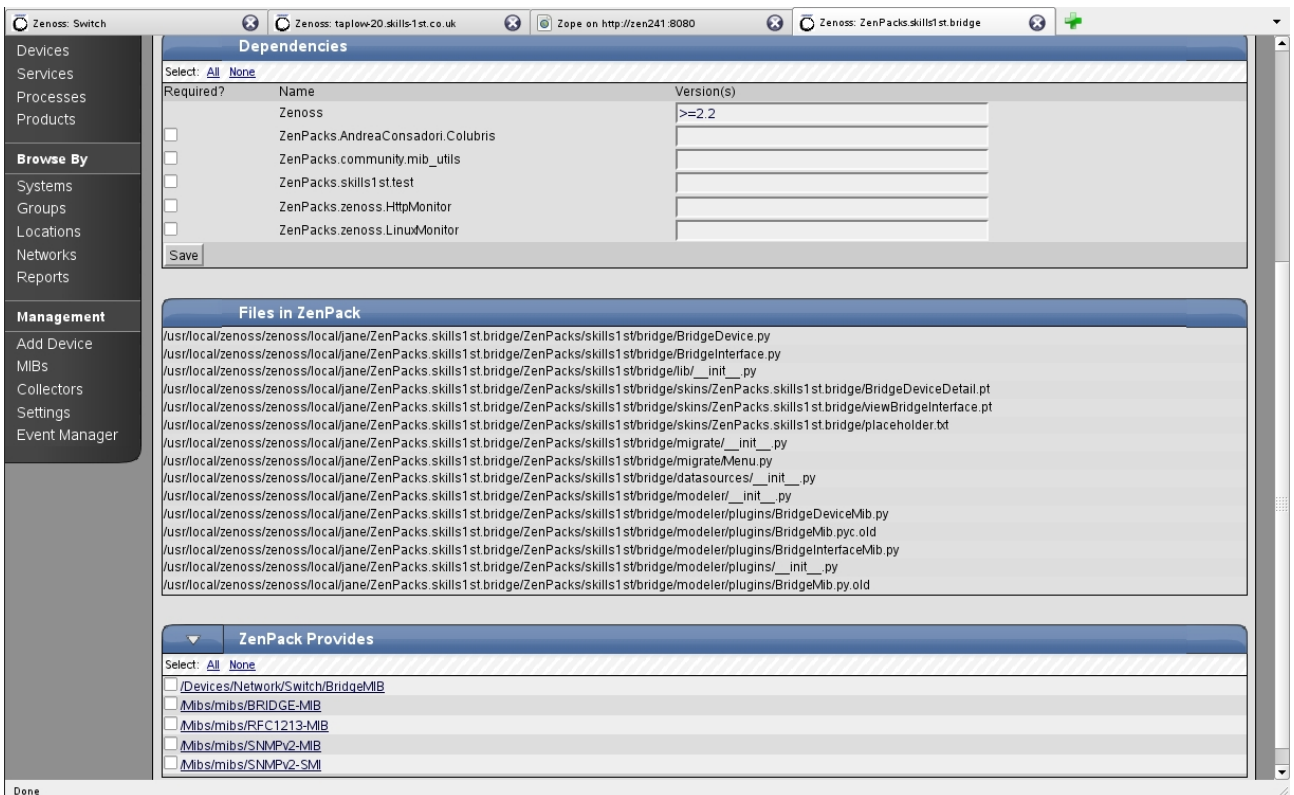 Zenoss: Switch
Zenoss: taplow-20.skills-1st.co.uk
Zope on http://zen241:8080
Zenoss: ZenPacks.skills1st.bridge
Devices
Services
Processes
Products
Browse By
Systems
Groups
Locations
Networks
Reports
Management
Add Device
MIBs
Collectors
Settings
Event Manager
Dependencies
Select: All None
Required? Name Version(s)
Zenoss >=2.2
ZenPacks.AndreaConsadori.Colubris
ZenPacks.community.mib_utils
ZenPacks.skills1st.test
ZenPacks.zenoss.HttpMonitor
ZenPacks.zenoss.LinuxMonitor
Save
Files in ZenPack
/usr/local/zenoss/zenoss/local/jane/ZenPacks.skills1st.bridge/ZenPacks/skills1st/bridge/BridgeDevice.py
/usr/local/zenoss/zenoss/local/jane/ZenPacks.skills1st.bridge/ZenPacks/skills1st/bridge/BridgeInterface.py
/usr/local/zenoss/zenoss/local/jane/ZenPacks.skills1st.bridge/ZenPacks/skills1st/bridge/lib/__init__.py
/usr/local/zenoss/zenoss/local/jane/ZenPacks.skills1st.bridge/ZenPacks/skills1st/bridge/skins/ZenPacks.skills1st.bridge/BridgeDeviceDetail.pt
/usr/local/zenoss/zenoss/local/jane/ZenPacks.skills1st.bridge/ZenPacks/skills1st/bridge/skins/ZenPacks.skills1st.bridge/viewBridgeInterface.pt
/usr/local/zenoss/zenoss/local/jane/ZenPacks.skills1st.bridge/ZenPacks/skills1st/bridge/skins/ZenPacks.skills1st.bridge/placeholder.txt
/usr/local/zenoss/zenoss/local/jane/ZenPacks.skills1st.bridge/ZenPacks/skills1st/bridge/migrate/__init__.py
/usr/local/zenoss/zenoss/local/jane/ZenPacks.skills1st.bridge/ZenPacks/skills1st/bridge/migrate/Menu.py
/usr/local/zenoss/zenoss/local/jane/ZenPacks.skills1st.bridge/ZenPacks/skills1st/bridge/datasources/__init__.py
/usr/local/zenoss/zenoss/local/jane/ZenPacks.skills1st.bridge/ZenPacks/skills1st/bridge/modeler/__init__.py
/usr/local/zenoss/zenoss/local/jane/ZenPacks.skills1st.bridge/ZenPacks/skills1st/bridge/modeler/plugins/BridgeDeviceMib.py
/usr/local/zenoss/zenoss/local/jane/ZenPacks.skills1st.bridge/ZenPacks/skills1st/bridge/modeler/plugins/BridgeMib.pyc.old
/usr/local/zenoss/zenoss/local/jane/ZenPacks.skills1st.bridge/ZenPacks/skills1st/bridge/modeler/plugins/BridgeInterfaceMib.py
/usr/local/zenoss/zenoss/local/jane/ZenPacks.skills1st.bridge/ZenPacks/skills1st/bridge/modeler/plugins/__init__.py
/usr/local/zenoss/zenoss/local/jane/ZenPacks.skills1st.bridge/ZenPacks/skills1st/bridge/modeler/plugins/BridgeMib.py.old
ZenPack Provides
Select: All None
/Devices/Network/Switch/BridgeMIB
/Mibs/mibs/BRIDGE-MIB
/Mibs/mibs/RFC1213-MIB
/Mibs/mibs/SNMPv2-MIB
/Mibs/mibs/SNMPv2-SMI
Done